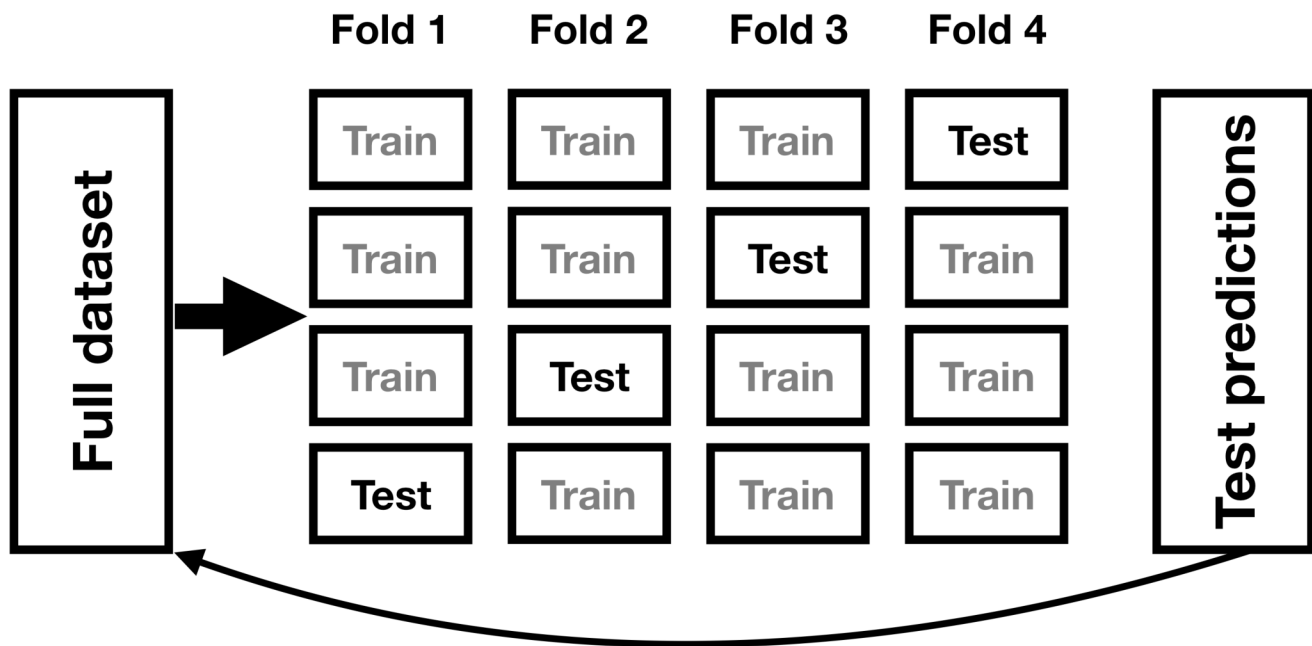 Fold 1 Fold 2 Fold 3 Fold 4
Full dataset
Train Train Train Test
Train Train Test Train
Train Test Train Train
Test Train Train Train
Test predictions